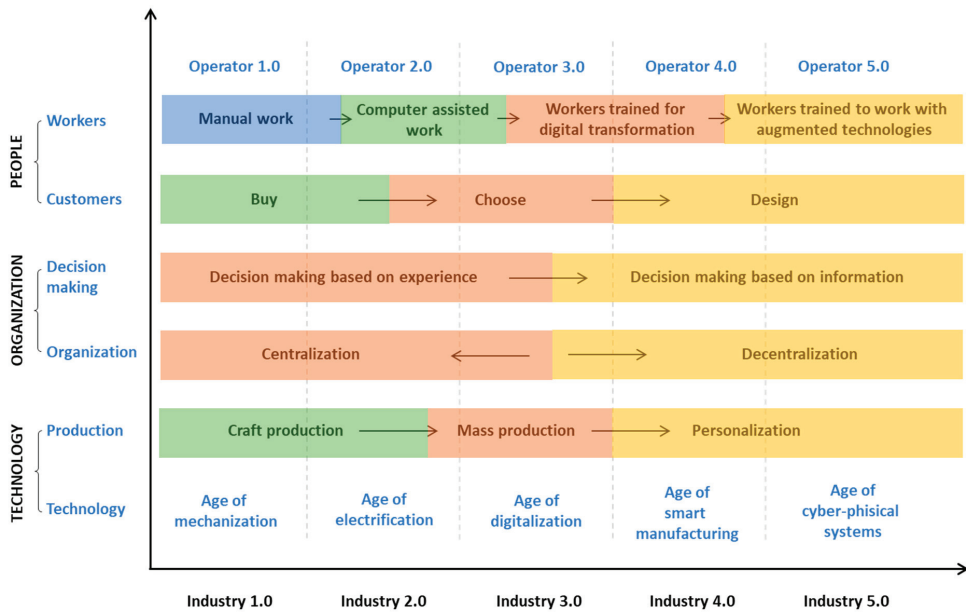 Operator 1.0
Operator 2.0
Operator 3.0
Operator 4.0
Operator 5.0
PEOPLE
Workers
Manual work
Computer assisted
work
Workers trained for
digital transformation
Workers trained to work with
augmented technologies
Customers
Buy
Choose
Design
ORGANIZATION
Decision
making
Decision making based on experience
Decision making based on information
Organization
Centralization
Decentralization
TECHNOLOGY
Production
Craft production
Mass production
Personalization
Technology
Age of
mechanization
Age of
electrification
Age of
digitalization
Age of
smart
manufacturing
Age of
cyber-phisical
systems
Industry 1.0
Industry 2.0
Industry 3.0
Industry 4.0
Industry 5.0